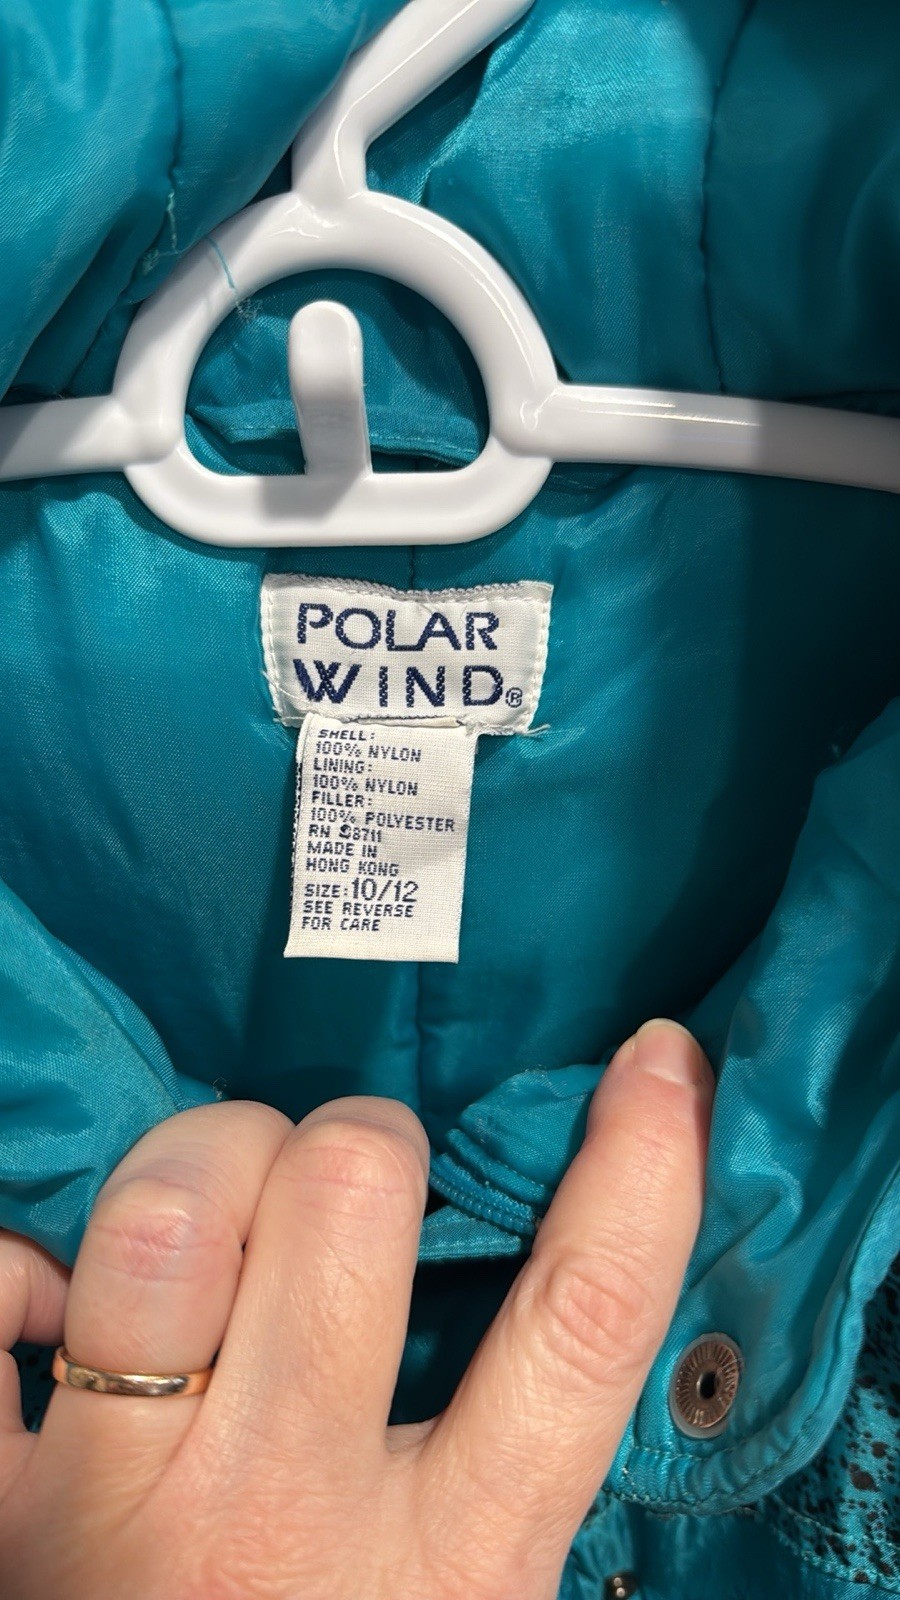 POLAR
WIND®
SHELL:
100% NYLON
LINING:
100% NYLON
FILLER:
100% POLYESTER
RN
MADE IN
HONG KONG
SIZE: 10/12
SEE REVERSE
FOR CARE